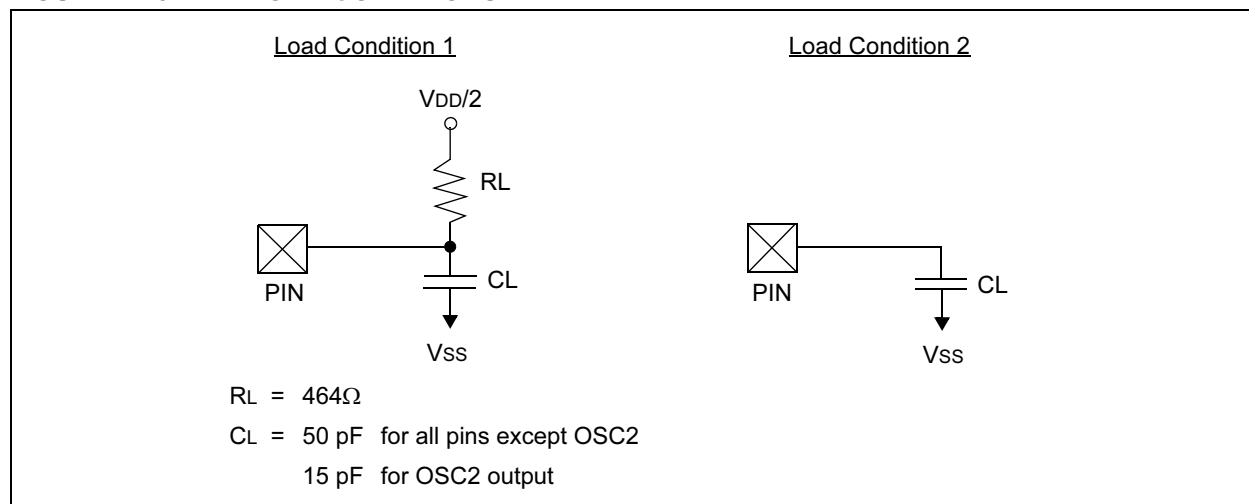 Load Condition 1
Load Condition 2
VDD/2
RL
CL
PIN
VSS
PIN
CL
VSS
RL = 464Ω
CL = 50 pF for all pins except OSC2
15 pF for OSC2 output